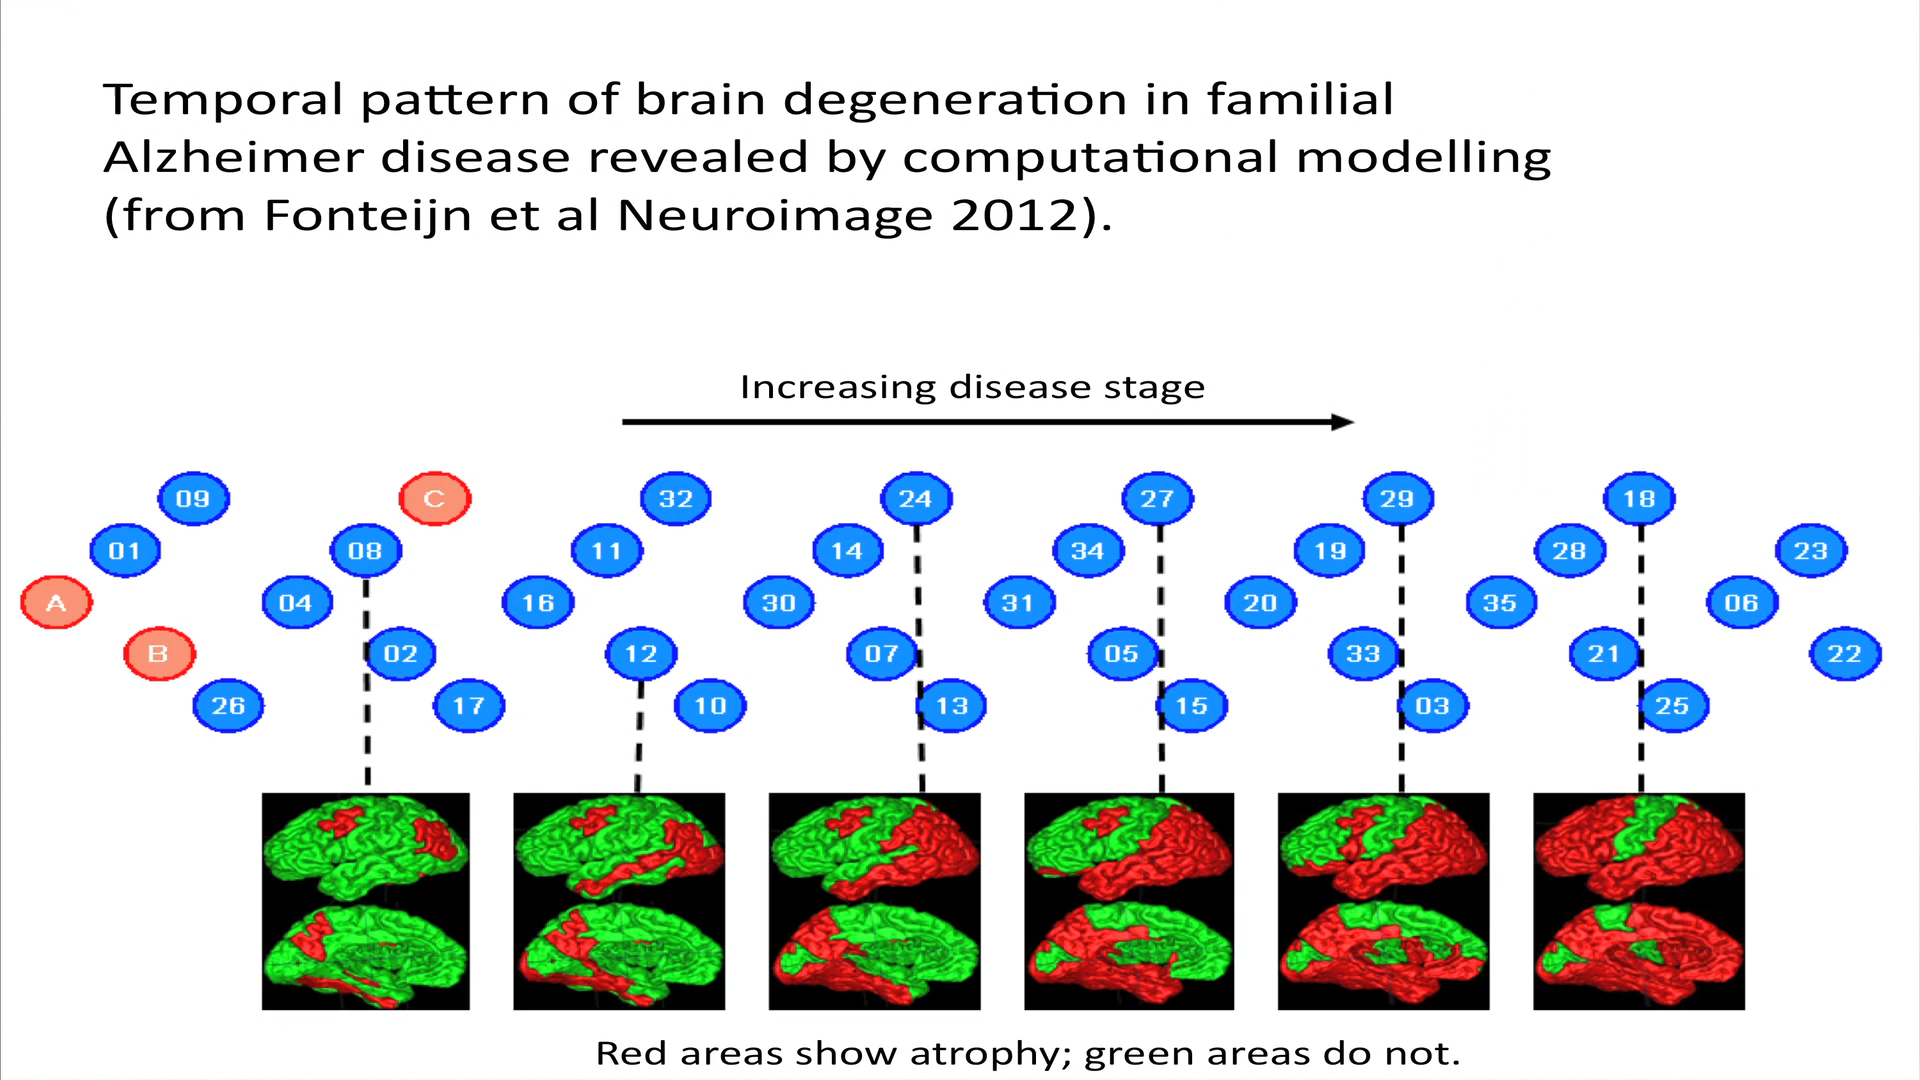 Temporal pattern of brain degeneration in familial
Alzheimer disease revealed by computational modelling
(from Fonteijn et al Neuroimage 2012).
Increasing disease stage
09 C 32 24 27 29 18
01 08 11 14 34 19 28 23
A 04 16 30 31 20 35 06
B 02 12 07 05 33 21 22
26 17 10 13 15 03 25
Red areas show atrophy; green areas do not.